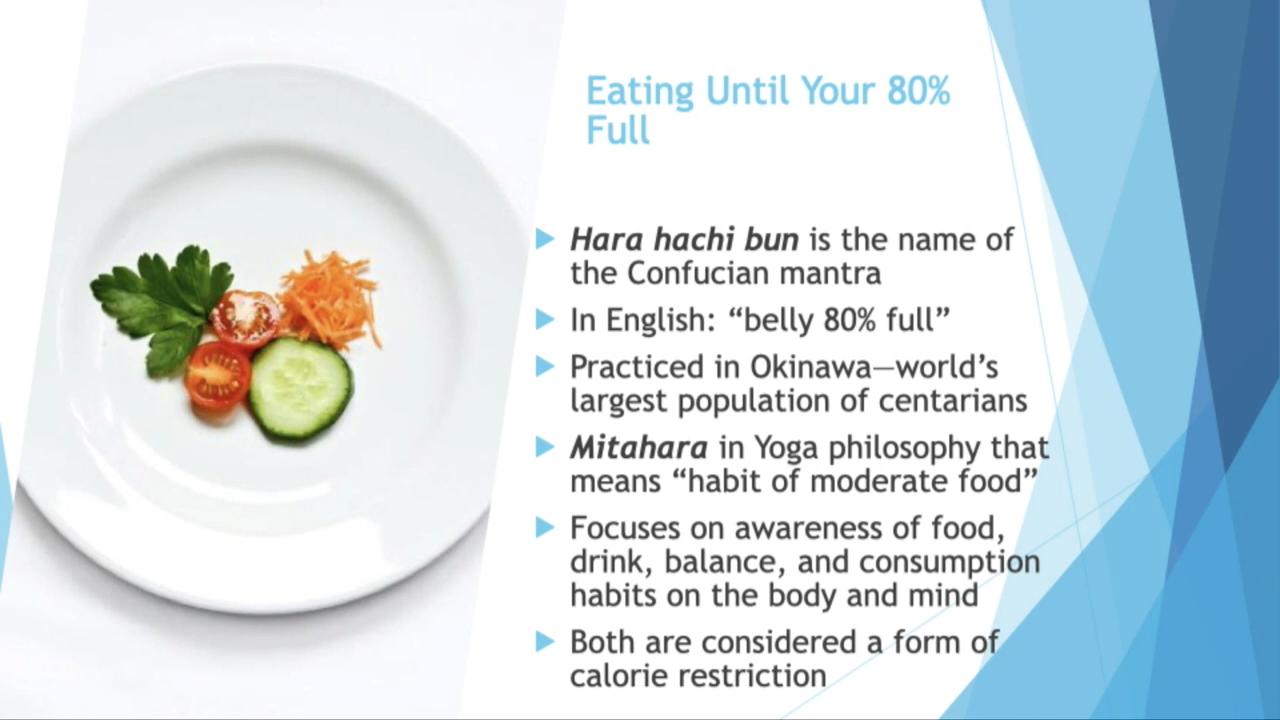 Eating Until Your 80%
Full
Hara hachi bun is the name of
the Confucian mantra
In English: “belly 80% full”
Practiced in Okinawa—world’s
largest population of centarians
Mitahara in Yoga philosophy that
means “habit of moderate food”
Focuses on awareness of food,
drink, balance, and consumption
habits on the body and mind
Both are considered a form of
calorie restriction